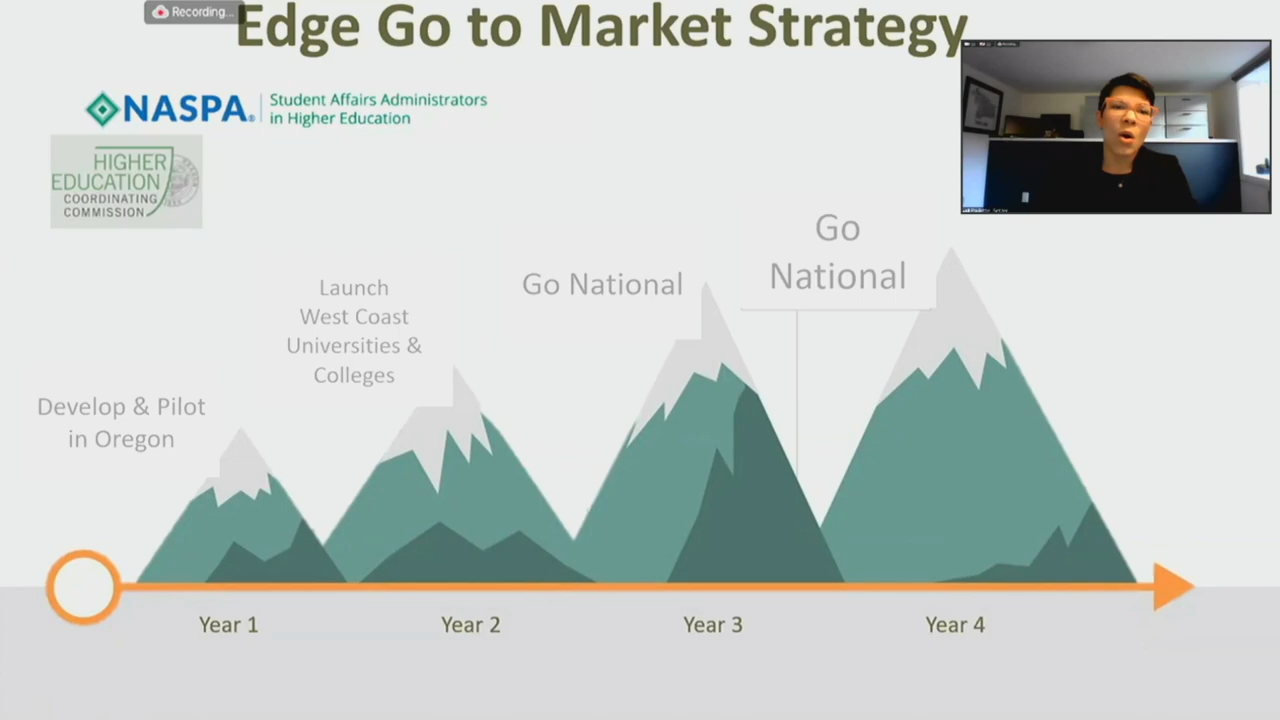 Recording...
Edge Go to Market Strategy
NASPA®
Student Affairs Administrators
in Higher Education
HIGHER
EDUCATION
COORDINATING
COMMISSION
Go
National
Go National
Launch
West Coast
Universities &
Colleges
Develop & Pilot
in Oregon
Year 1
Year 2
Year 3
Year 4